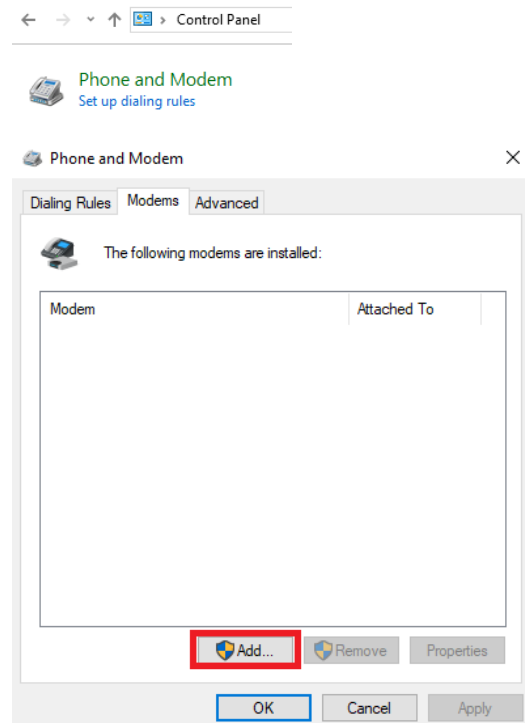 Control Panel
Phone and Modem
Set up dialing rules
Phone and Modem
Dialing Rules Modems Advanced
The following modems are installed:
Modem Attached To
Add... Remove Properties
OK Cancel Apply